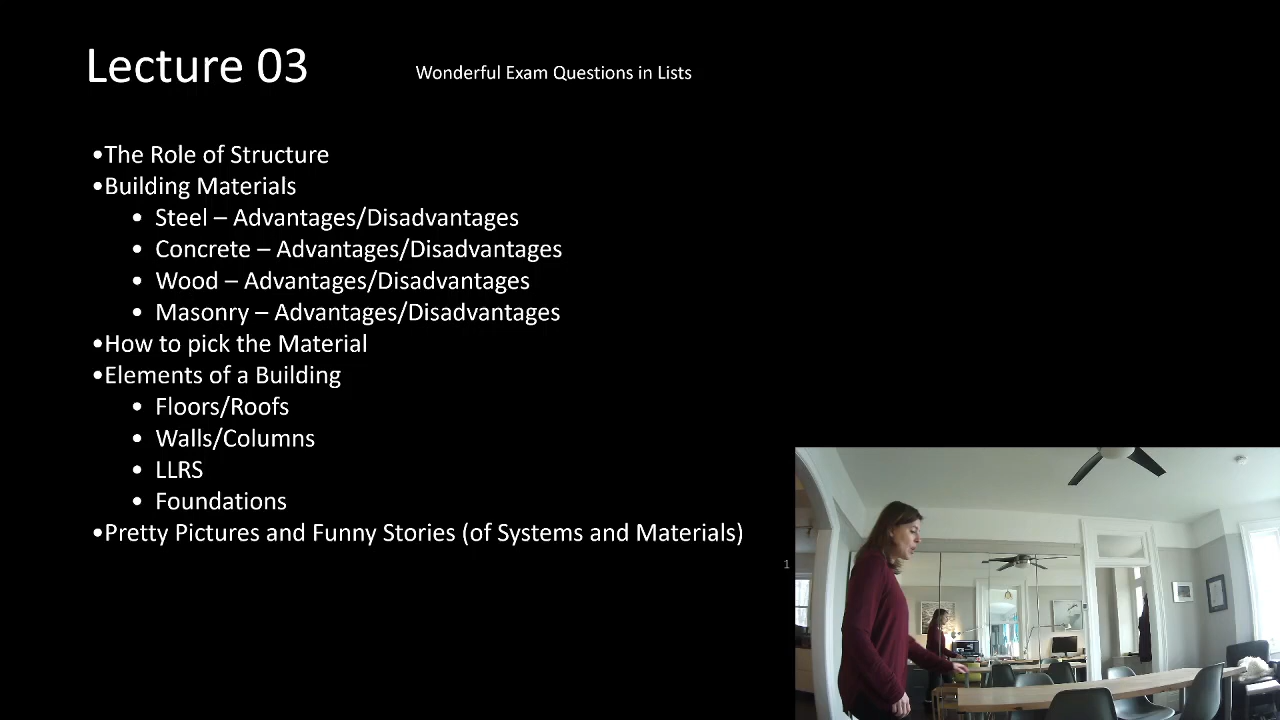 Lecture 03
Wonderful Exam Questions in Lists
•The Role of Structure
•Building Materials
• Steel – Advantages/Disadvantages
• Concrete – Advantages/Disadvantages
• Wood – Advantages/Disadvantages
• Masonry – Advantages/Disadvantages
•How to pick the Material
•Elements of a Building
• Floors/Roofs
• Walls/Columns
• LLRS
• Foundations
•Pretty Pictures and Funny Stories (of Systems and Materials)
1